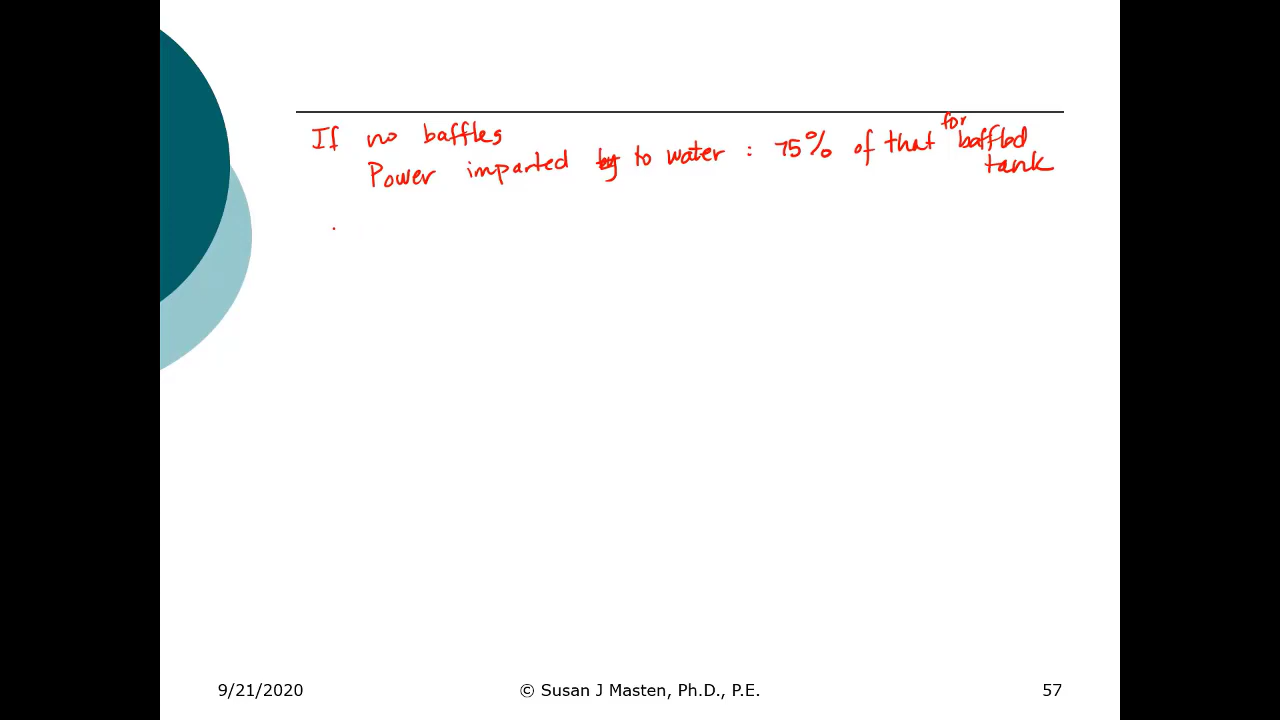 If no baffles
Power imparted by to water : 75% of that for baffled
tank
9/21/2020
© Susan J Masten, Ph.D., P.E.
57